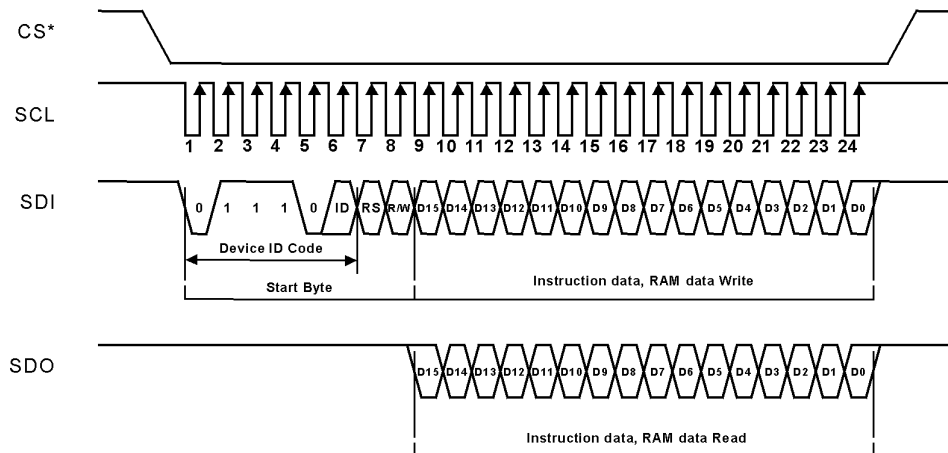 CS*
SCL
1 2 3 4 5 6 7 8 9 10 11 12 13 14 15 16 17 18 19 20 21 22 23 24
SDI
0 1 1 1 0 ID RS R/W D15 D14 D13 D12 D11 D10 D9 D8 D7 D6 D5 D4 D3 D2 D1 D0
Device ID Code
Start Byte
Instruction data, RAM data Write
SDO
D15 D14 D13 D12 D11 D10 D9 D8 D7 D6 D5 D4 D3 D2 D1 D0
Instruction data, RAM data Read